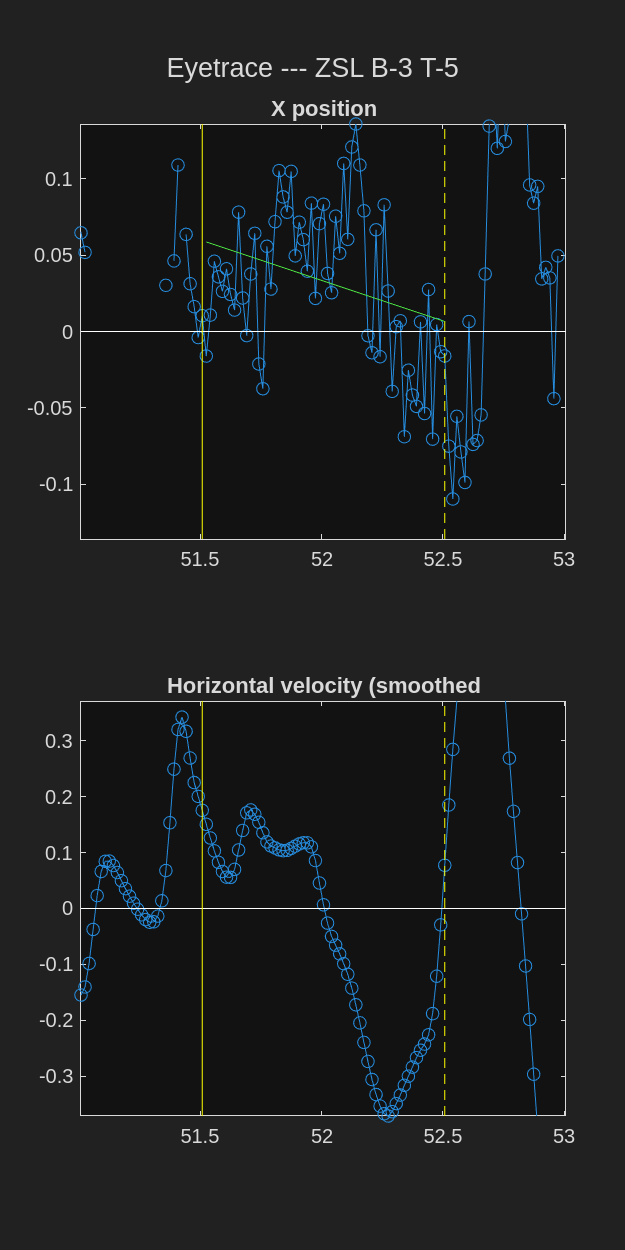 Eyetrace --- ZSL B-3 T-5
X position
0.1
0.05
0
-0.05
-0.1
51.5 52 52.5 53
Horizontal velocity (smoothed
0.3
0.2
0.1
0
-0.1
-0.2
-0.3
51.5 52 52.5 53